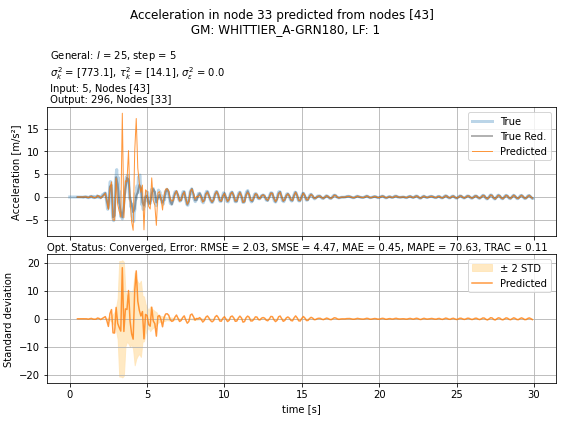 Acceleration in node 33 predicted from nodes [43]
GM: WHITTIER_A-GRN180, LF: 1
General: l = 25, step = 5
σ²ₖ = [773.1], τ²ₖ = [14.1], σ²ε = 0.0
Input: 5, Nodes [43]
Output: 296, Nodes [33]
Acceleration [m/s²]
15
10
5
0
−5
True
True Red.
Predicted
Opt. Status: Converged, Error: RMSE = 2.03, SMSE = 4.47, MAE = 0.45, MAPE = 70.63, TRAC = 0.11
Standard deviation
20
10
0
−10
−20
± 2 STD
Predicted
0 5 10 15 20 25 30
time [s]